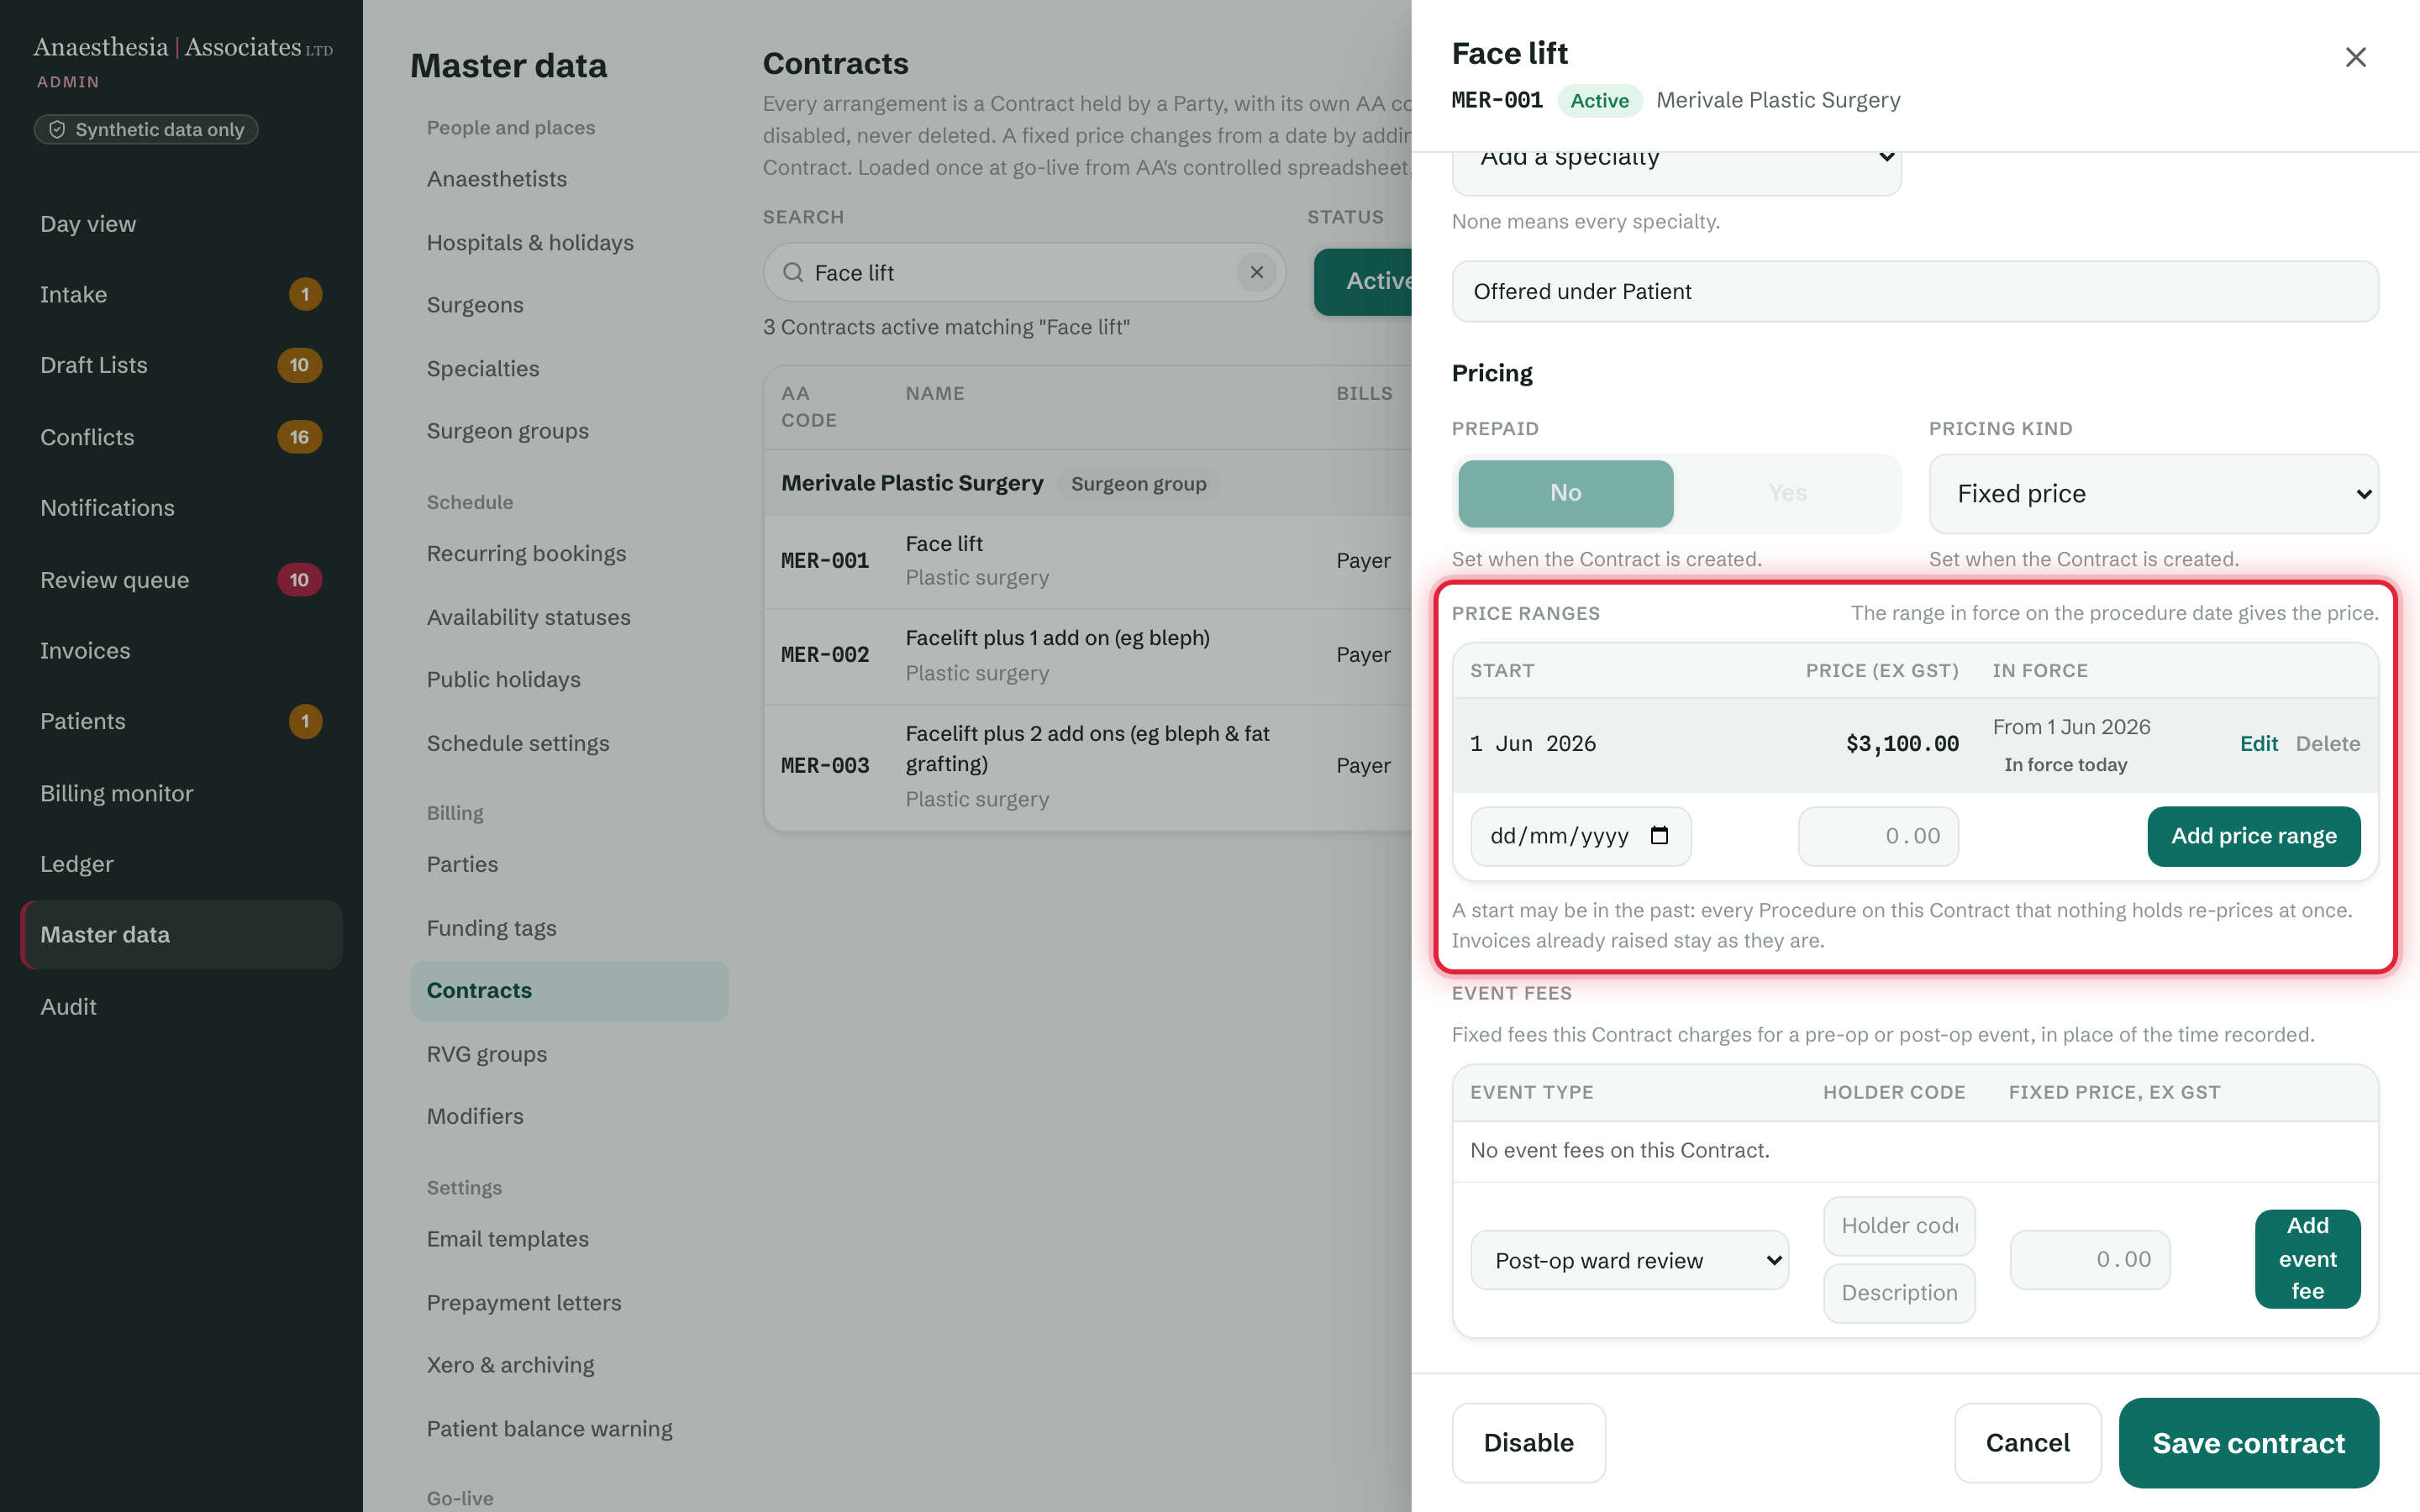 Anaesthesia | Associates LTD
ADMIN
Synthetic data only
Day view
Intake 1
Draft Lists 10
Conflicts 16
Notifications
Review queue 10
Invoices
Patients 1
Billing monitor
Ledger
Master data
Audit
Master data
People and places
Anaesthetists
Hospitals & holidays
Surgeons
Specialties
Surgeon groups
Schedule
Recurring bookings
Availability statuses
Public holidays
Schedule settings
Billing
Parties
Funding tags
Contracts
RVG groups
Modifiers
Settings
Email templates
Prepayment letters
Xero & archiving
Patient balance warning
Go-live
Contracts
Every arrangement is a Contract held by a Party, with its own AA co
disabled, never deleted. A fixed price changes from a date by addin
Contract. Loaded once at go-live from AA's controlled spreadsheet,
SEARCH STATUS
Face lift Active
3 Contracts active matching "Face lift"
AA CODE NAME BILLS
Merivale Plastic Surgery Surgeon group
MER-001 Face lift Payer
Plastic surgery
MER-002 Facelift plus 1 add on (eg bleph) Payer
Plastic surgery
MER-003 Facelift plus 2 add ons (eg bleph & fat
grafting) Payer
Plastic surgery
Face lift
MER-001 Active Merivale Plastic Surgery
Add a specialty
None means every specialty.
Offered under Patient
Pricing
PREPAID PRICING KIND
No Yes Fixed price
Set when the Contract is created. Set when the Contract is created.
PRICE RANGES The range in force on the procedure date gives the price.
START PRICE (EX GST) IN FORCE
1 Jun 2026 $3,100.00 From 1 Jun 2026 Edit Delete
In force today
dd/mm/yyyy 0.00 Add price range
A start may be in the past: every Procedure on this Contract that nothing holds re-prices at once.
Invoices already raised stay as they are.
EVENT FEES
Fixed fees this Contract charges for a pre-op or post-op event, in place of the time recorded.
EVENT TYPE HOLDER CODE FIXED PRICE, EX GST
No event fees on this Contract.
Post-op ward review Holder code 0.00 Add event fee
Description
Disable Cancel Save contract